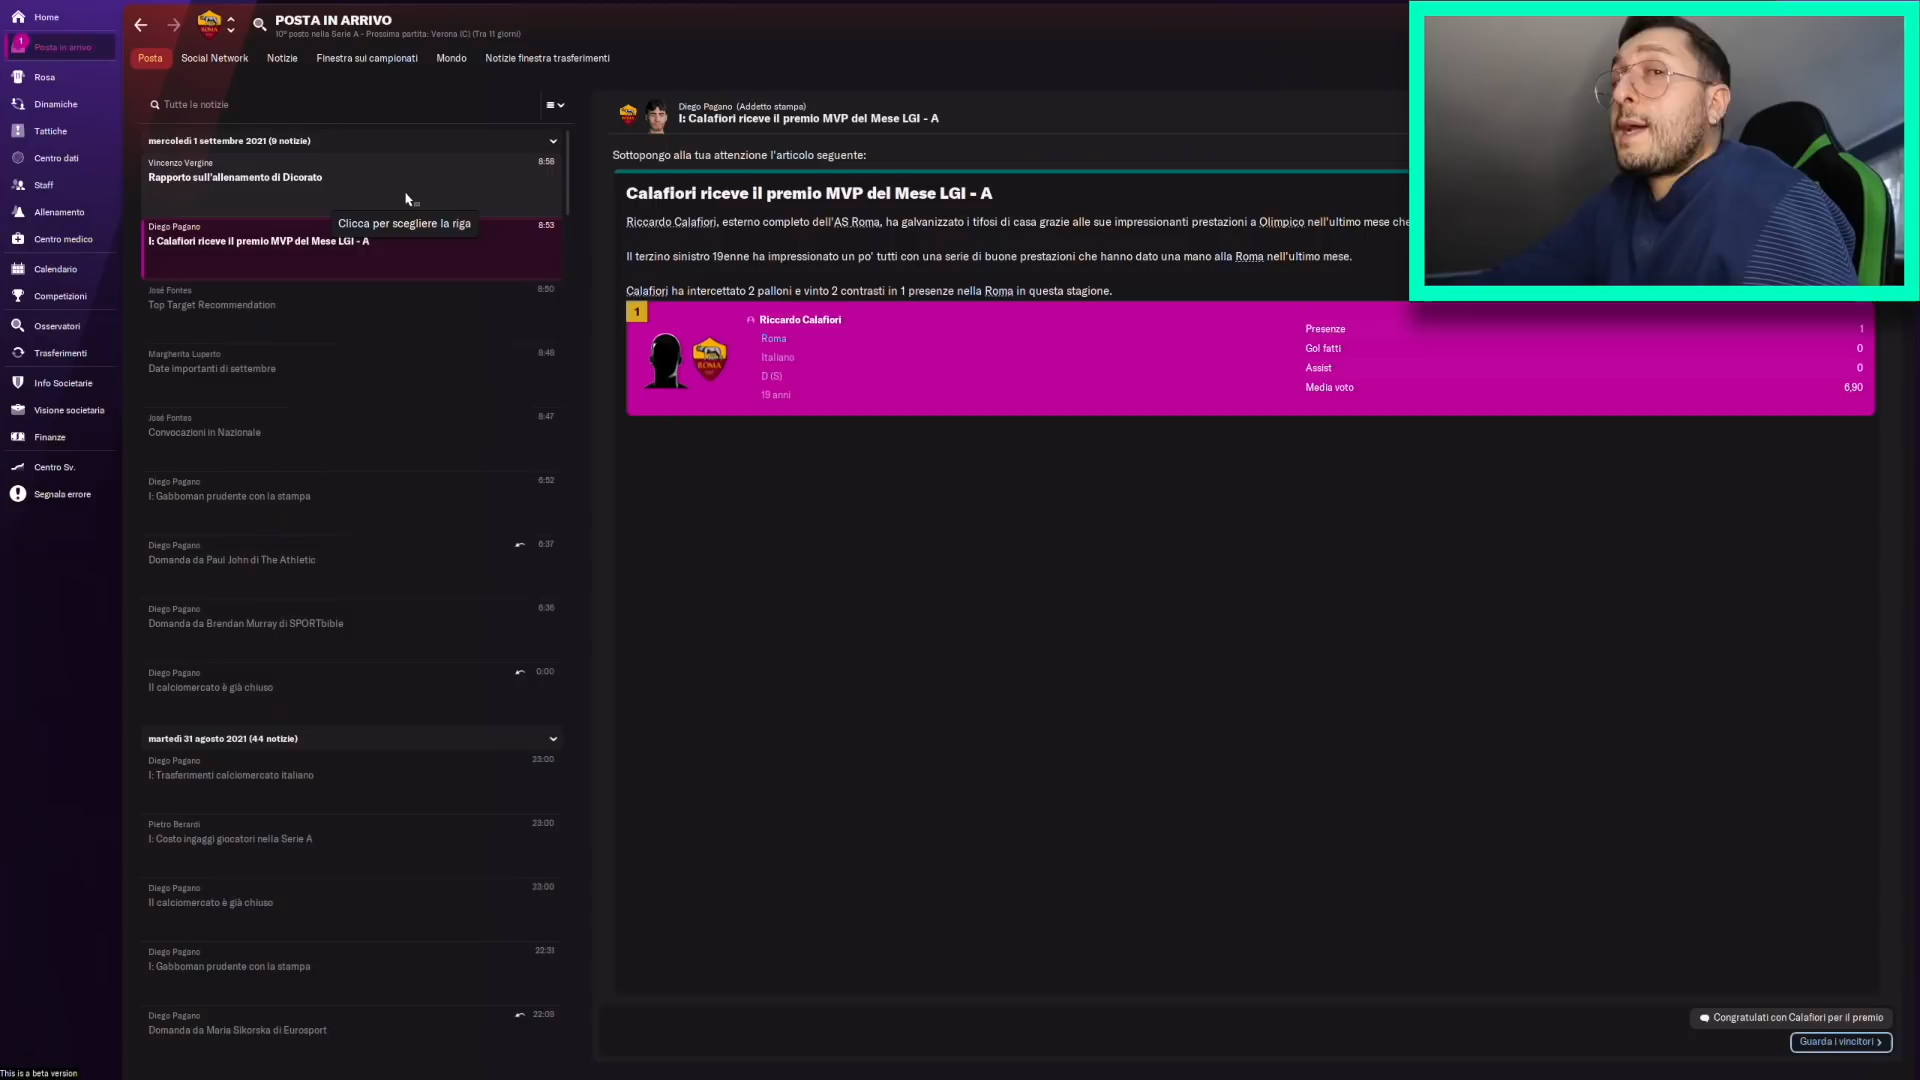 Home
1
Posta in arrivo
Rosa
Dinamiche
Tattiche
Centro dati
Staff
Allenamento
Centro medico
Calendario
Competizioni
Osservatori
Trasferimenti
Info Societarie
Visione societaria
Finanze
Centro Sv.
Segnala errore
This is a beta version
ROMA
POSTA IN ARRIVO
10° posto nella Serie A - Prossima partita: Verona (C) (Tra 11 giorni)
Posta Social Network Notizie Finestra sui campionati Mondo Notizie finestra trasferimenti
Tutte le notizie
mercoledì 1 settembre 2021 (9 notizie)
Vincenzo Vergine 8:58
Rapporto sull'allenamento di Dicorato
Clicca per scegliere la riga
Diego Pagano 8:53
I: Calafiori riceve il premio MVP del Mese LGI - A
José Fontes 8:50
Top Target Recommendation
Margherita Luperto 8:48
Date importanti di settembre
José Fontes 8:47
Convocazioni in Nazionale
Diego Pagano 6:52
I: Gabboman prudente con la stampa
Diego Pagano 6:37
Domanda da Paul John di The Athletic
Diego Pagano 6:36
Domanda da Brendan Murray di SPORTbible
Diego Pagano 0:00
Il calciomercato è già chiuso
martedì 31 agosto 2021 (44 notizie)
Diego Pagano 23:00
I: Trasferimenti calciomercato italiano
Pietro Berardi 23:00
I: Costo ingaggi giocatori nella Serie A
Diego Pagano 23:00
Il calciomercato è già chiuso
Diego Pagano 22:31
I: Gabboman prudente con la stampa
Diego Pagano 22:09
Domanda da Maria Sikorska di Eurosport
Diego Pagano (Addetto stampa)
I: Calafiori riceve il premio MVP del Mese LGI - A
Sottopongo alla tua attenzione l'articolo seguente:
Calafiori riceve il premio MVP del Mese LGI - A
Riccardo Calafiori, esterno completo dell'AS Roma, ha galvanizzato i tifosi di casa grazie alle sue impressionanti prestazioni a Olimpico nell'ultimo mese che
Il terzino sinistro 19enne ha impressionato un po' tutti con una serie di buone prestazioni che hanno dato una mano alla Roma nell'ultimo mese.
Calafiori ha intercettato 2 palloni e vinto 2 contrasti in 1 presenze nella Roma in questa stagione.
1
Riccardo Calafiori
ROMA
Roma
Italiano
D (S)
19 anni
Presenze 1
Gol fatti 0
Assist 0
Media voto 6,90
Congratulati con Calafiori per il premio
Guarda i vincitori